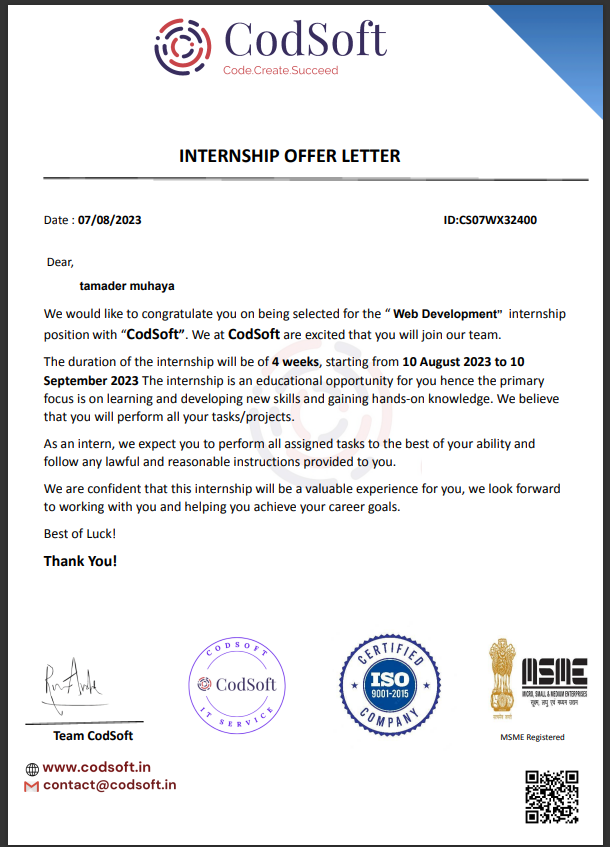 CodSoft
Code.Create.Succeed
INTERNSHIP OFFER LETTER
Date : 07/08/2023
ID:CS07WX32400
Dear,
tamader muhaya
We would like to congratulate you on being selected for the “ Web Development” internship
position with “CodSoft”. We at CodSoft are excited that you will join our team.
The duration of the internship will be of 4 weeks, starting from 10 August 2023 to 10
September 2023 The internship is an educational opportunity for you hence the primary
focus is on learning and developing new skills and gaining hands-on knowledge. We believe
that you will perform all your tasks/projects.
As an intern, we expect you to perform all assigned tasks to the best of your ability and
follow any lawful and reasonable instructions provided to you.
We are confident that this internship will be a valuable experience for you, we look forward
to working with you and helping you achieve your career goals.
Best of Luck!
Thank You!
Team CodSoft
www.codsoft.in
contact@codsoft.in
CODSOFT
CodSoft
IT SERVICE
CERTIFIED
ISO
9001-2015
COMPANY
सत्यमेव जयते
MSME
MICRO, SMALL & MEDIUM ENTERPRISES
सूक्ष्म, लघु एवं मध्यम उद्यम
MSME Registered